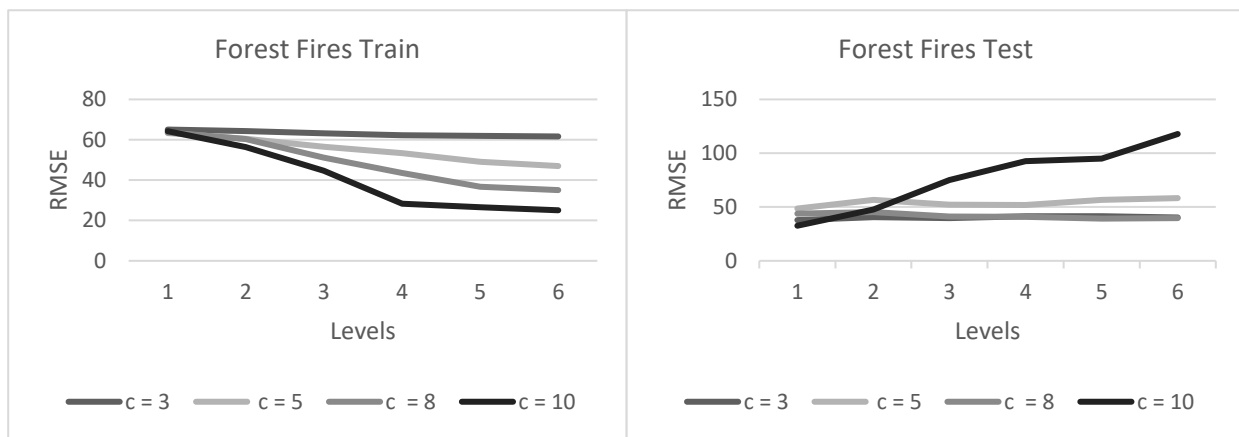 Forest Fires Train
80
60
40
20
0
RMSE
1 2 3 4 5 6
Levels
c = 3 c = 5 c = 8 c = 10
Forest Fires Test
150
100
50
0
RMSE
1 2 3 4 5 6
Levels
c = 3 c = 5 c = 8 c = 10